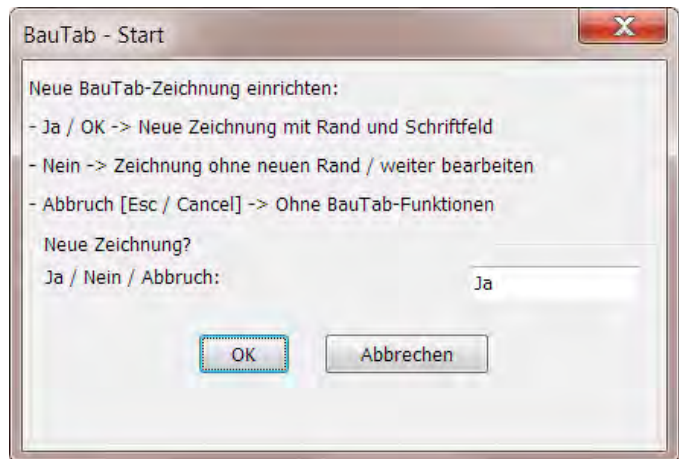 BauTab - Start
Neue BauTab-Zeichnung einrichten:
- Ja / OK -> Neue Zeichnung mit Rand und Schriftfeld
- Nein -> Zeichnung ohne neuen Rand / weiter bearbeiten
- Abbruch [Esc / Cancel] -> Ohne BauTab-Funktionen
Neue Zeichnung?
Ja / Nein / Abbruch: Ja
OK Abbrechen